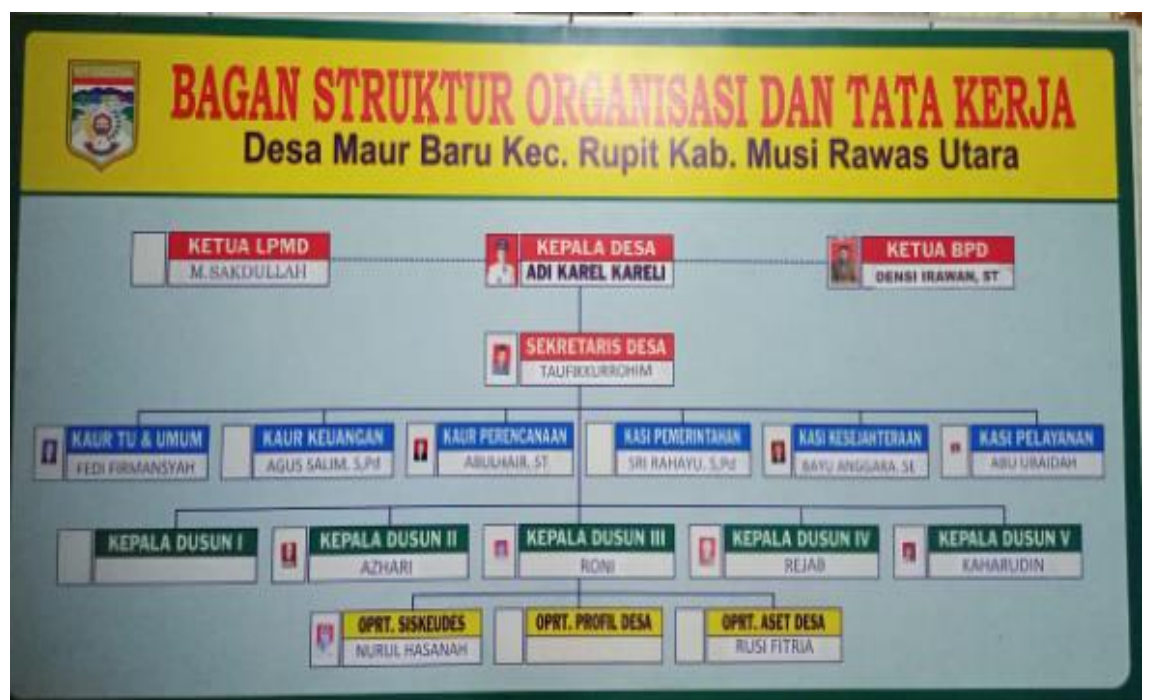 BAGAN STRUKTUR ORGANISASI DAN TATA KERJA
Desa Maur Baru Kec. Rupit Kab. Musi Rawas Utara
KETUA LPMD
M. SAKDULLAH
KEPALA DESA
ADI KAREL KARELI
KETUA BPD
DENSI IRAWAN, ST
SEKRETARIS DESA
TAUFIKKURROHIM
KAUR TU & UMUM
FEDI FIRMANSYAH
KAUR KEUANGAN
AGUS SALIM. S,Pd
KAUR PERENCANAAN
ABULHAIR, ST
KASI PEMERINTAHAN
SRI RAHAYU. S,Pd
KASI KESEJAHTERAAN
BAYU ANGGARA. SE
KASI PELAYANAN
ABU UBAIDAH
KEPALA DUSUN I
KEPALA DUSUN II
AZHARI
KEPALA DUSUN III
RONI
KEPALA DUSUN IV
REJAB
KEPALA DUSUN V
KAHARUDIN
OPRT. SISKEUDES
NURUL HASANAH
OPRT. PROFIL DESA
OPRT. ASET DESA
RUSI FITRIA